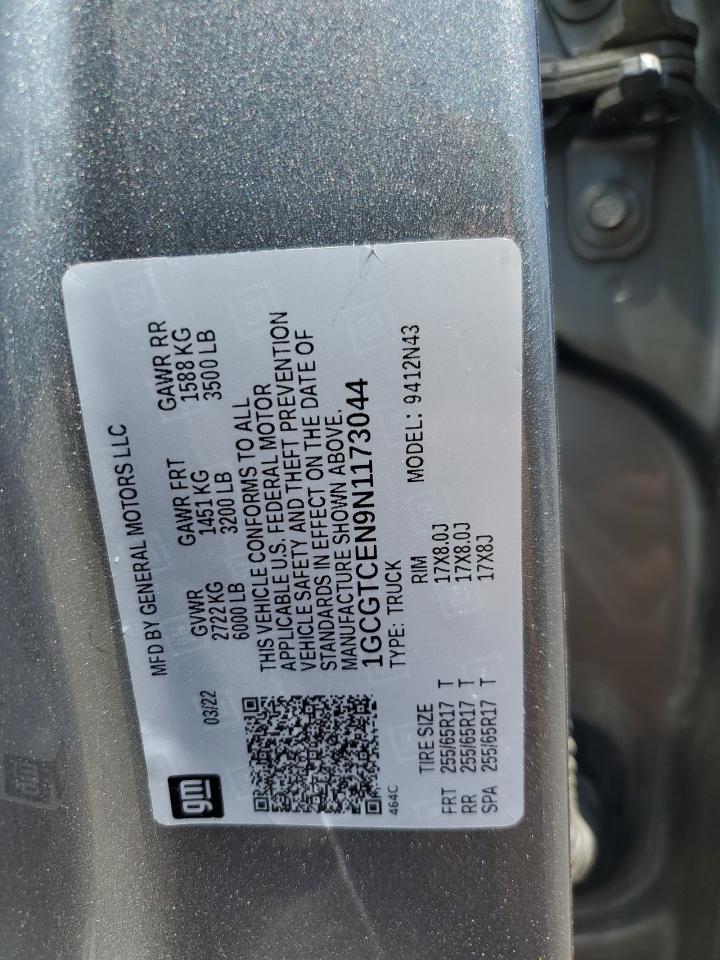 MFD BY GENERAL MOTORS LLC
03/22
GVWR GAWR FRT GAWR RR
2722 KG 1451 KG 1588 KG
6000 LB 3200 LB 3500 LB
THIS VEHICLE CONFORMS TO ALL
APPLICABLE U.S. FEDERAL MOTOR
VEHICLE SAFETY AND THEFT PREVENTION
STANDARDS IN EFFECT ON THE DATE OF
MANUFACTURE SHOWN ABOVE.
1GCGTCEN9N1173044
TYPE: TRUCK MODEL: 9412N43
gm
464C
TIRE SIZE RIM
FRT 255/65R17 T 17X8.0J
RR 255/65R17 T 17X8.0J
SPA 255/65R17 T 17X8J